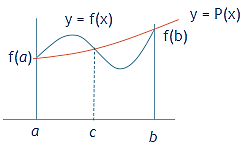 y = f(x)
y = P(x)
f(a)
f(b)
a
c
b